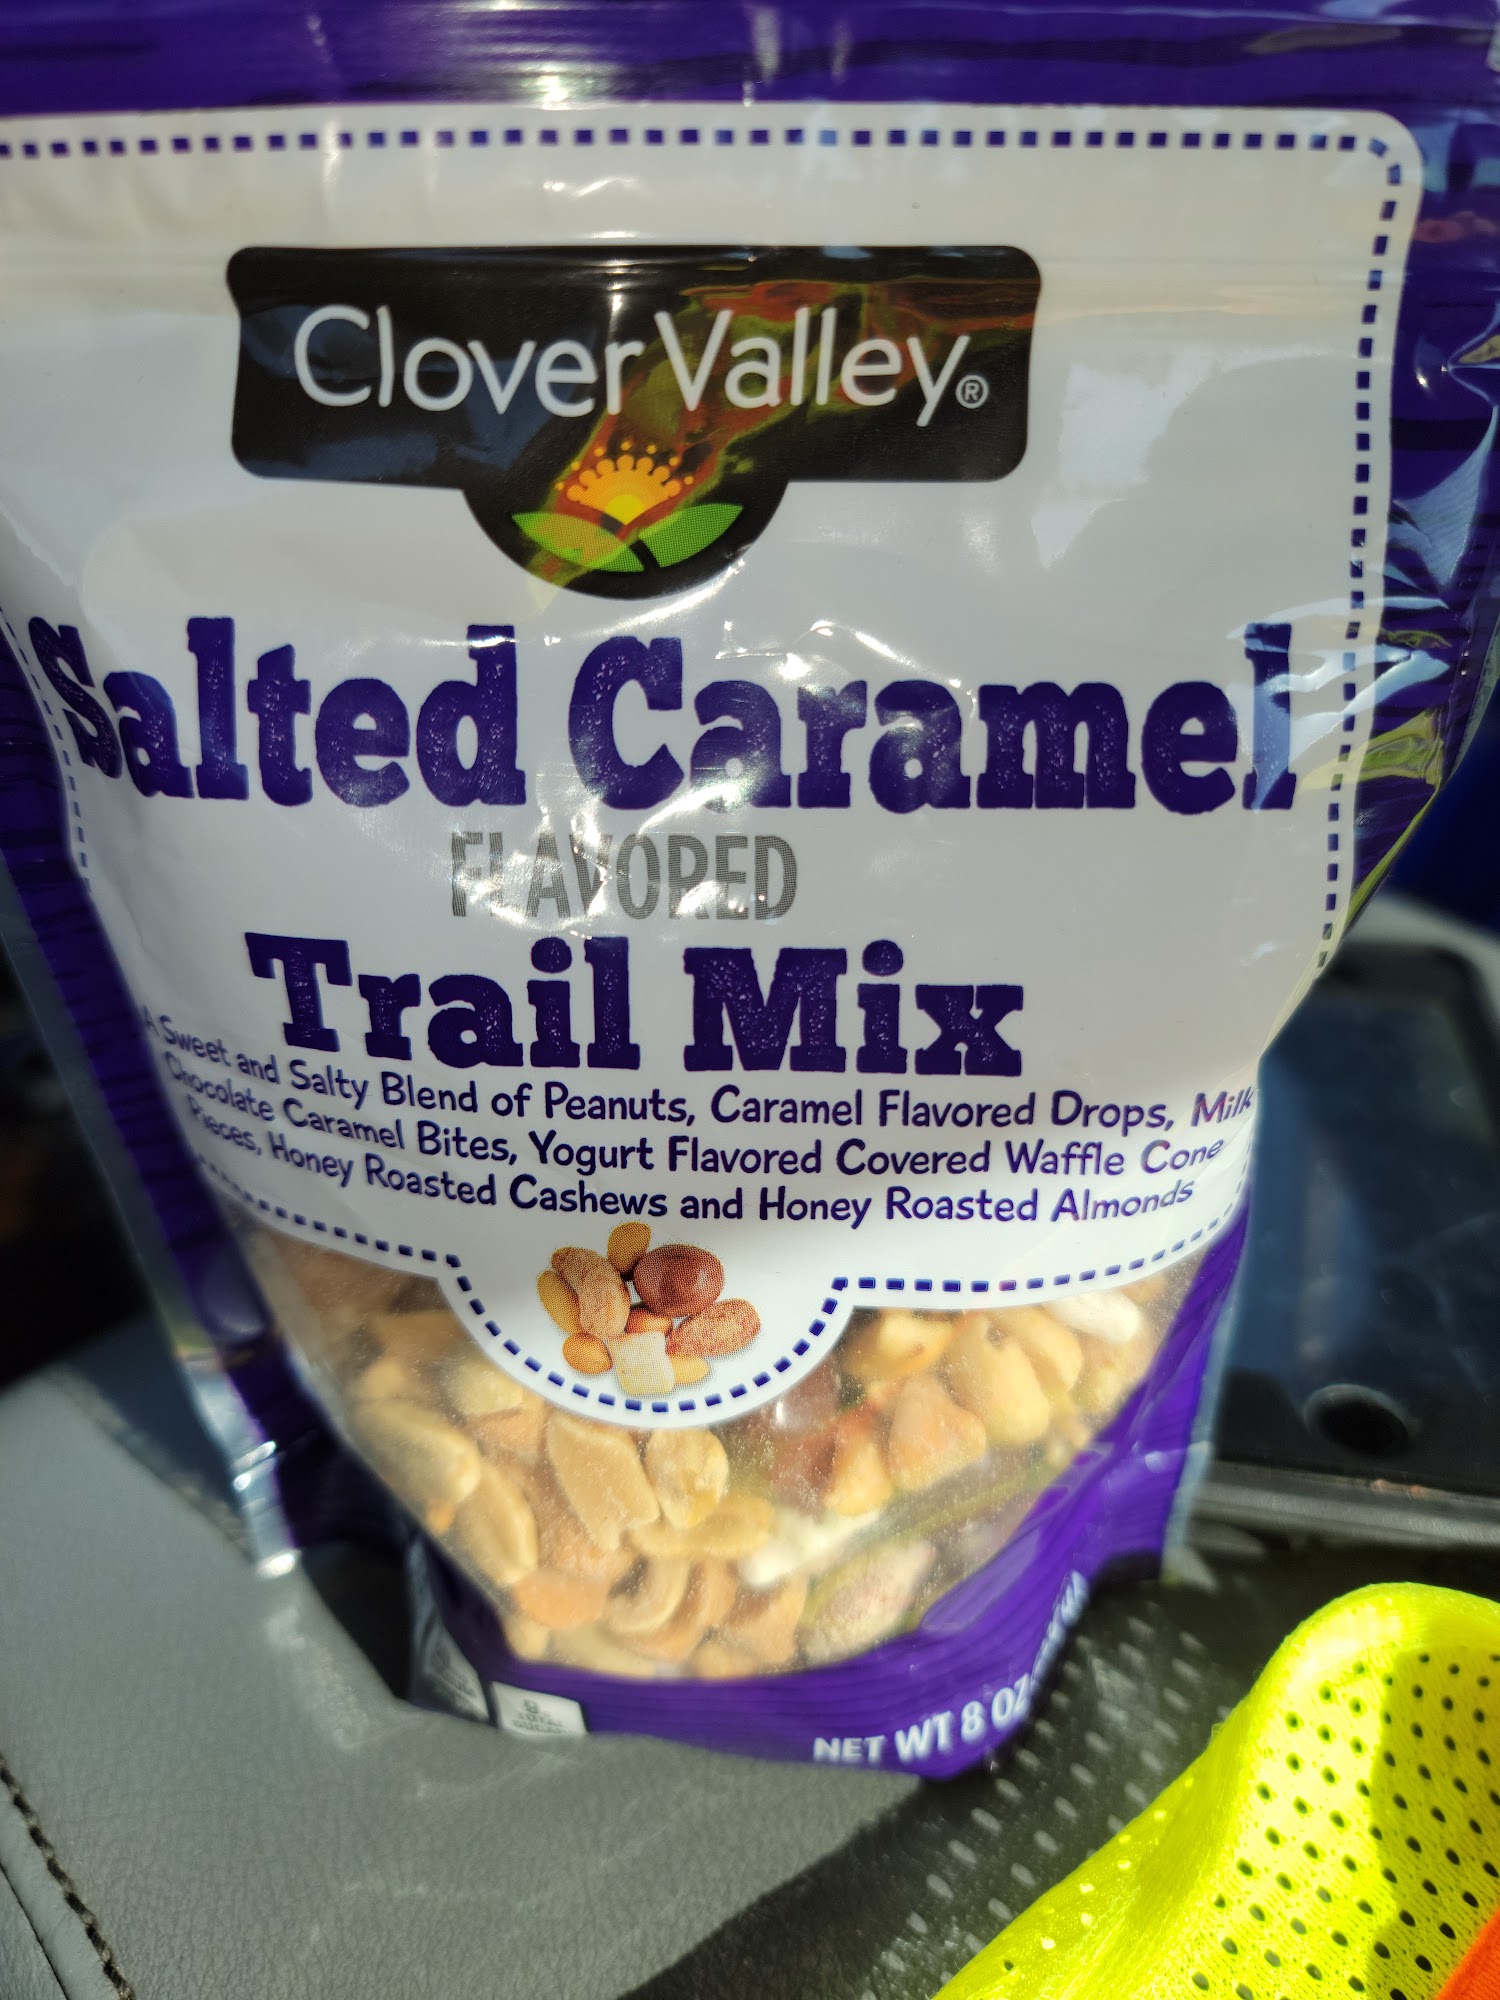 Clover Valley®
Salted Caramel
FLAVORED
Trail Mix
A Sweet and Salty Blend of Peanuts, Caramel Flavored Drops, Milk
Chocolate Caramel Bites, Yogurt Flavored Covered Waffle Cone
Pieces, Honey Roasted Cashews and Honey Roasted Almonds
NET WT 8 OZ